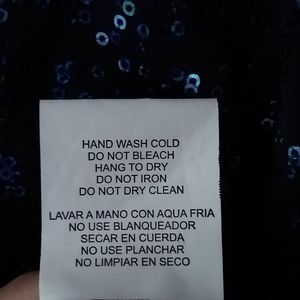 HAND WASH COLD
DO NOT BLEACH
HANG TO DRY
DO NOT IRON
DO NOT DRY CLEAN
LAVAR A MANO CON AQUA FRIA
NO USE BLANQUEADOR
SECAR EN CUERDA
NO USE PLANCHAR
NO LIMPIAR EN SECO